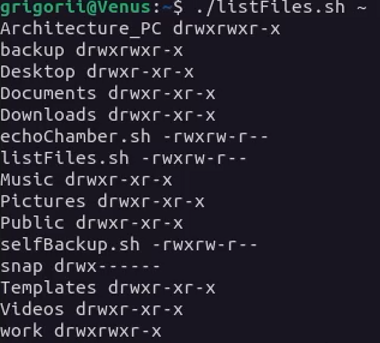 grigorii@Venus:~$ ./listFiles.sh ~
Architecture_PC drwxrwxr-x
backup drwxrwxr-x
Desktop drwxr-xr-x
Documents drwxr-xr-x
Downloads drwxr-xr-x
echoChamber.sh -rwxrw-r--
listFiles.sh -rwxrw-r--
Music drwxr-xr-x
Pictures drwxr-xr-x
Public drwxr-xr-x
selfBackup.sh -rwxrw-r--
snap drwx------
Templates drwxr-xr-x
Videos drwxr-xr-x
work drwxrwxr-x